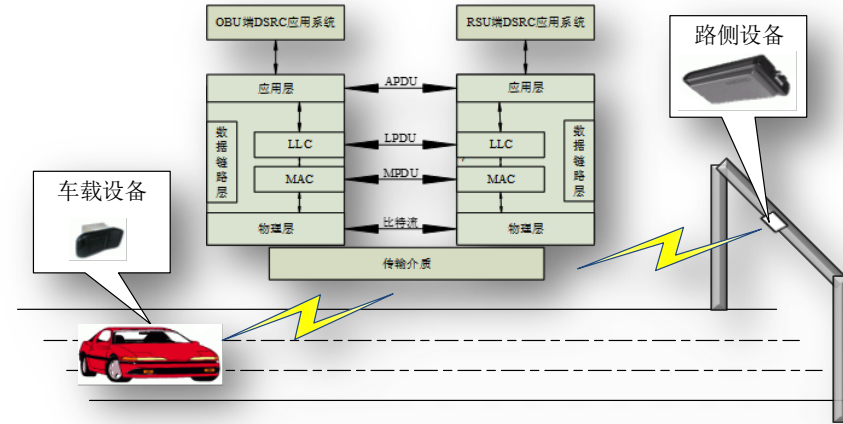 OBU端DSRC应用系统
RSU端DSRC应用系统
路侧设备
应用层
APDU
应用层
数据链路层
LLC
LPDU
LLC
数据链路层
MAC
MPDU
MAC
车载设备
物理层
比特流
物理层
传输介质